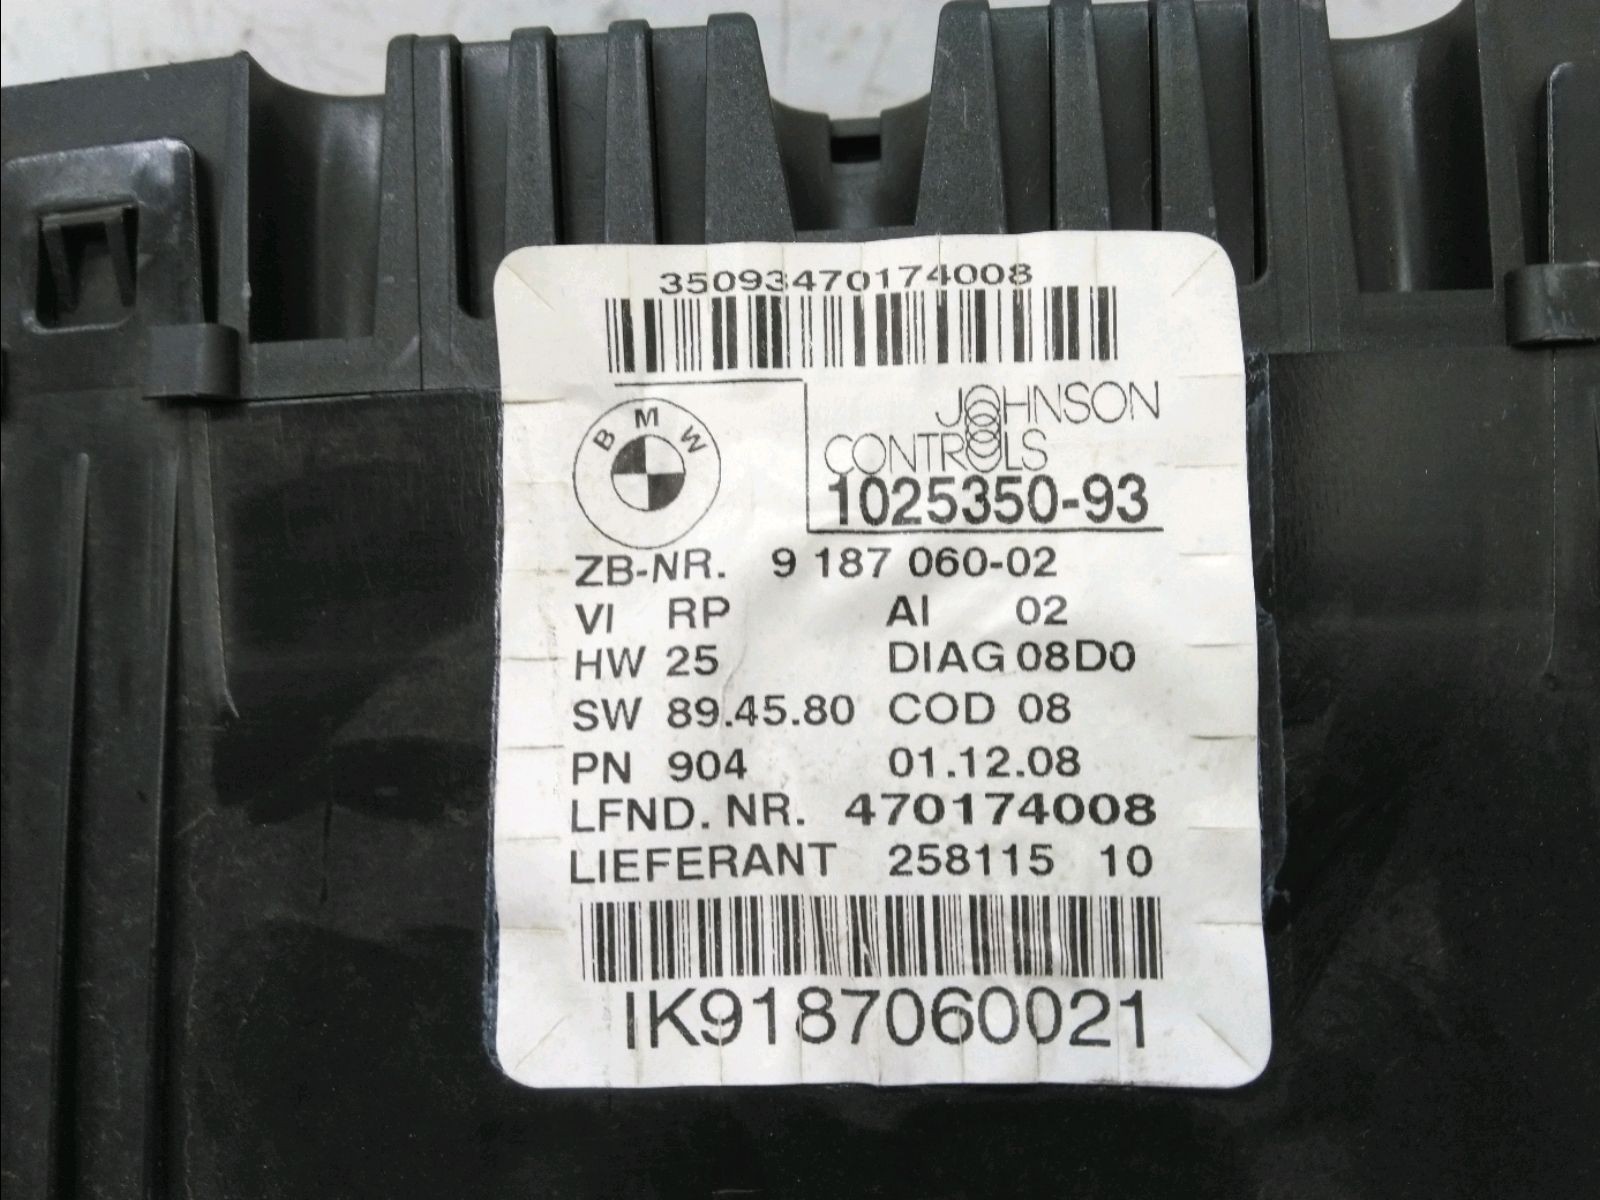 35093470174008
BMW
JOHNSON
CONTROLS
1025350-93
ZB-NR. 9 187 060-02
VI RP AI 02
HW 25 DIAG 08D0
SW 89.45.80 COD 08
PN 904 01.12.08
LFND. NR. 470174008
LIEFERANT 258115 10
IK9187060021